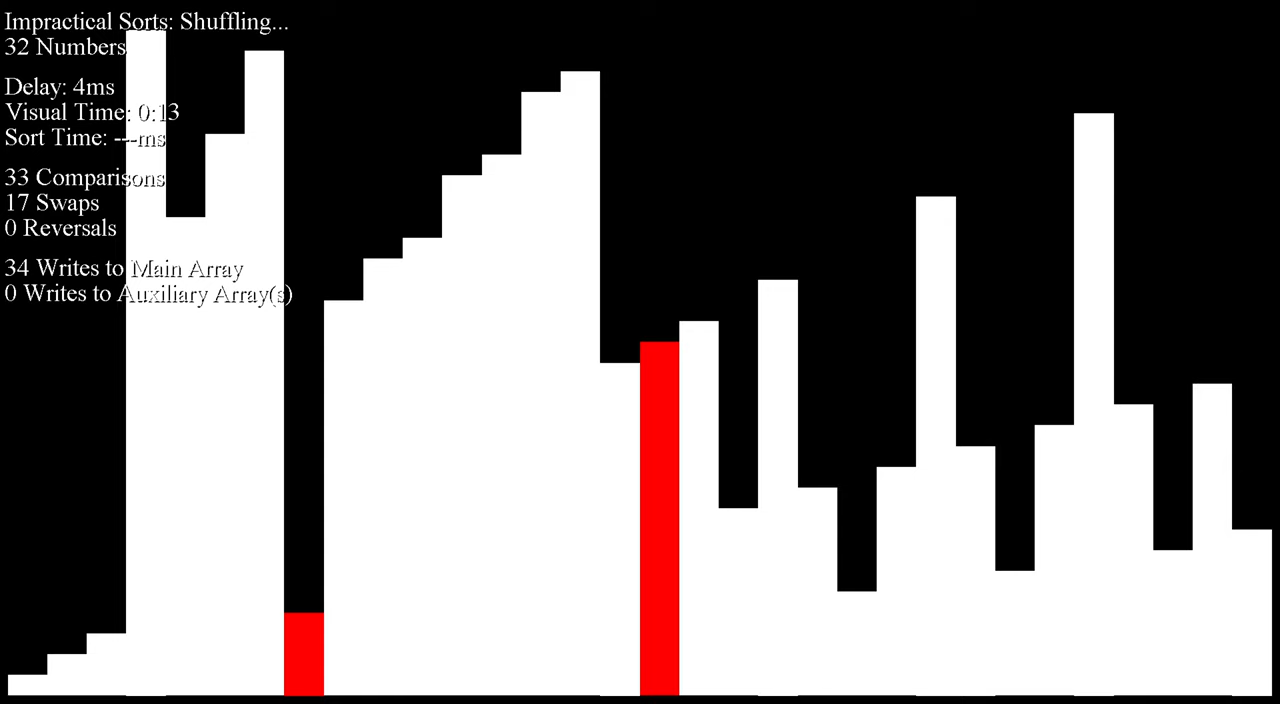 Impractical Sorts: Shuffling...
32 Numbers
Delay: 4ms
Visual Time: 0:13
Sort Time: ---ms
33 Comparisons
17 Swaps
0 Reversals
34 Writes to Main Array
0 Writes to Auxiliary Array(s)